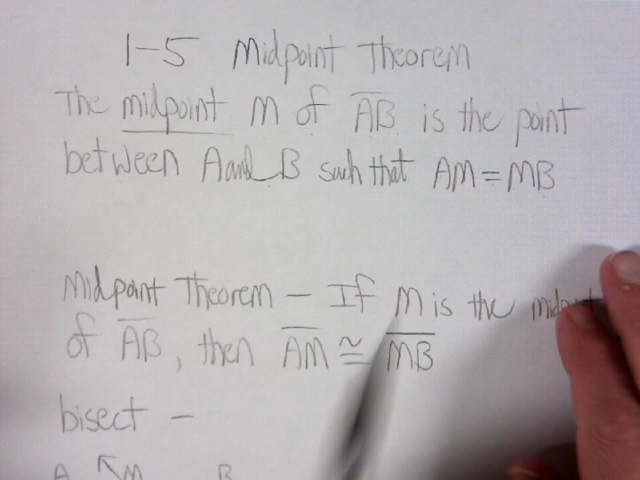 1-5 Midpoint Theorem
The midpoint M of AB is the point
between A and B such that AM = MB
Midpoint Theorem - If M is the
of AB, then AM ≅ MB
bisect -
A M B